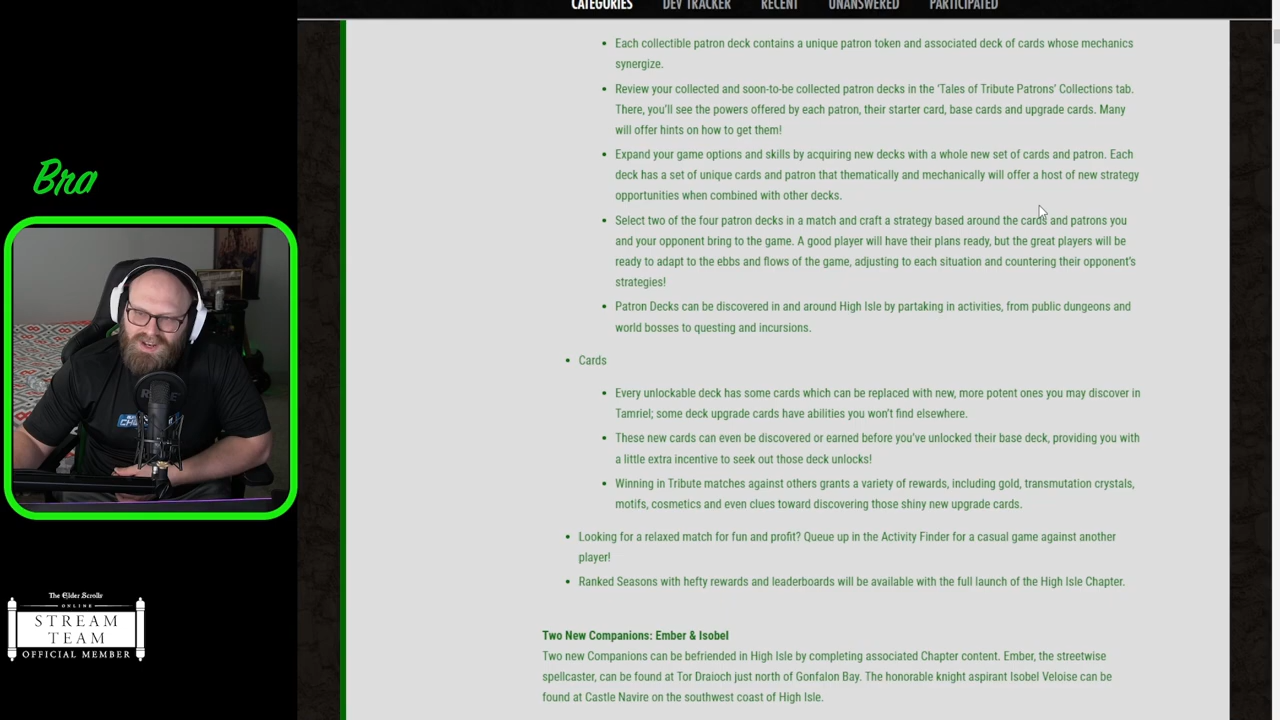 CATEGORIES DEV TRACKER RECENT UNANSWERED PARTICIPATED
Each collectible patron deck contains a unique patron token and associated deck of cards whose mechanics
synergize.
Review your collected and soon-to-be collected patron decks in the ‘Tales of Tribute Patrons’ Collections tab.
There, you’ll see the powers offered by each patron, their starter card, base cards and upgrade cards. Many
will offer hints on how to get them!
Expand your game options and skills by acquiring new decks with a whole new set of cards and patron. Each
deck has a set of unique cards and patron that thematically and mechanically will offer a host of new strategy
opportunities when combined with other decks.
Select two of the four patron decks in a match and craft a strategy based around the cards and patrons you
and your opponent bring to the game. A good player will have their plans ready, but the great players will be
ready to adapt to the ebbs and flows of the game, adjusting to each situation and countering their opponent’s
strategies!
Patron Decks can be discovered in and around High Isle by partaking in activities, from public dungeons and
world bosses to questing and incursions.
Cards
Every unlockable deck has some cards which can be replaced with new, more potent ones you may discover in
Tamriel; some deck upgrade cards have abilities you won’t find elsewhere.
These new cards can even be discovered or earned before you’ve unlocked their base deck, providing you with
a little extra incentive to seek out those deck unlocks!
Winning in Tribute matches against others grants a variety of rewards, including gold, transmutation crystals,
motifs, cosmetics and even clues toward discovering those shiny new upgrade cards.
Looking for a relaxed match for fun and profit? Queue up in the Activity Finder for a casual game against another
player!
Ranked Seasons with hefty rewards and leaderboards will be available with the full launch of the High Isle Chapter.
Two New Companions: Ember & Isobel
Two new Companions can be befriended in High Isle by completing associated Chapter content. Ember, the streetwise
spellcaster, can be found at Tor Draioch just north of Gonfalon Bay. The honorable knight aspirant Isobel Veloise can be
found at Castle Navire on the southwest coast of High Isle.
Bra
RODE
The Elder Scrolls
ONLINE
STREAM
TEAM
OFFICIAL MEMBER